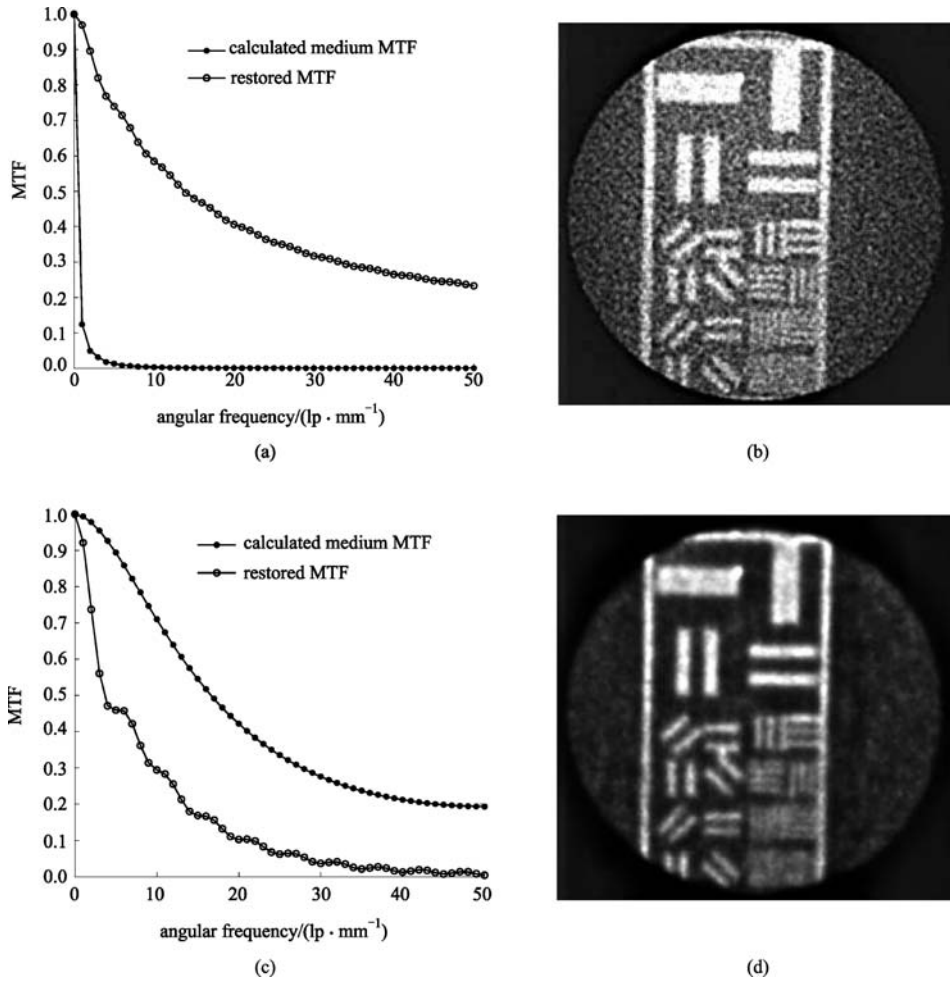 1.0
0.9
0.8
0.7
0.6
0.5
0.4
0.3
0.2
0.1
0.0
MTF
calculated medium MTF
restored MTF
0 10 20 30 40 50
angular frequency/(lp · mm⁻¹)
(a)
(b)
1.0
0.9
0.8
0.7
0.6
0.5
0.4
0.3
0.2
0.1
0.0
MTF
calculated medium MTF
restored MTF
0 10 20 30 40 50
angular frequency/(lp · mm⁻¹)
(c)
(d)